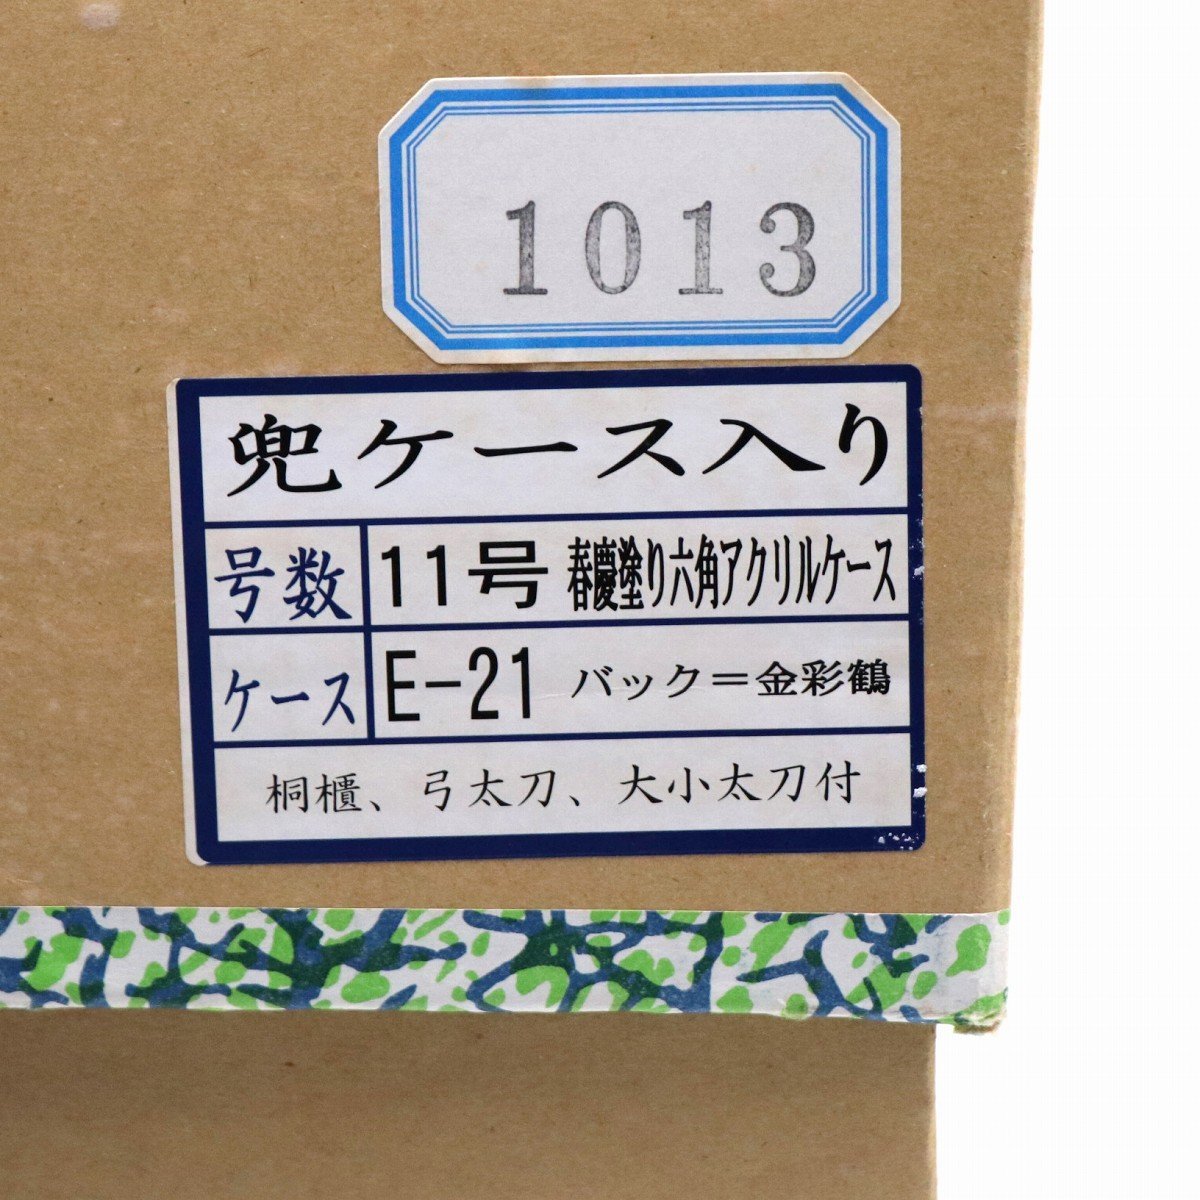 1013
兜ケース入り
号数 11号 春慶塗り六角アクリルケース
ケース E-21 バック=金彩鶴
桐櫃、弓太刀、大小太刀付